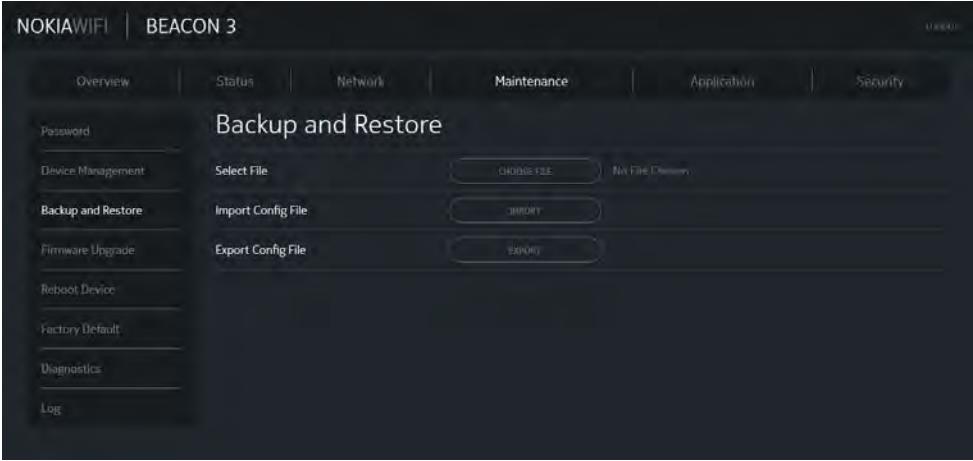 NOKIAWIFI | BEACON 3
Logout
Overview Status Network Maintenance Application Security
Password
Device Management
Backup and Restore
Firmware Upgrade
Reboot Device
Factory Default
Diagnostics
Log
Backup and Restore
Select File CHOOSE FILE No File Chosen
Import Config File IMPORT
Export Config File EXPORT